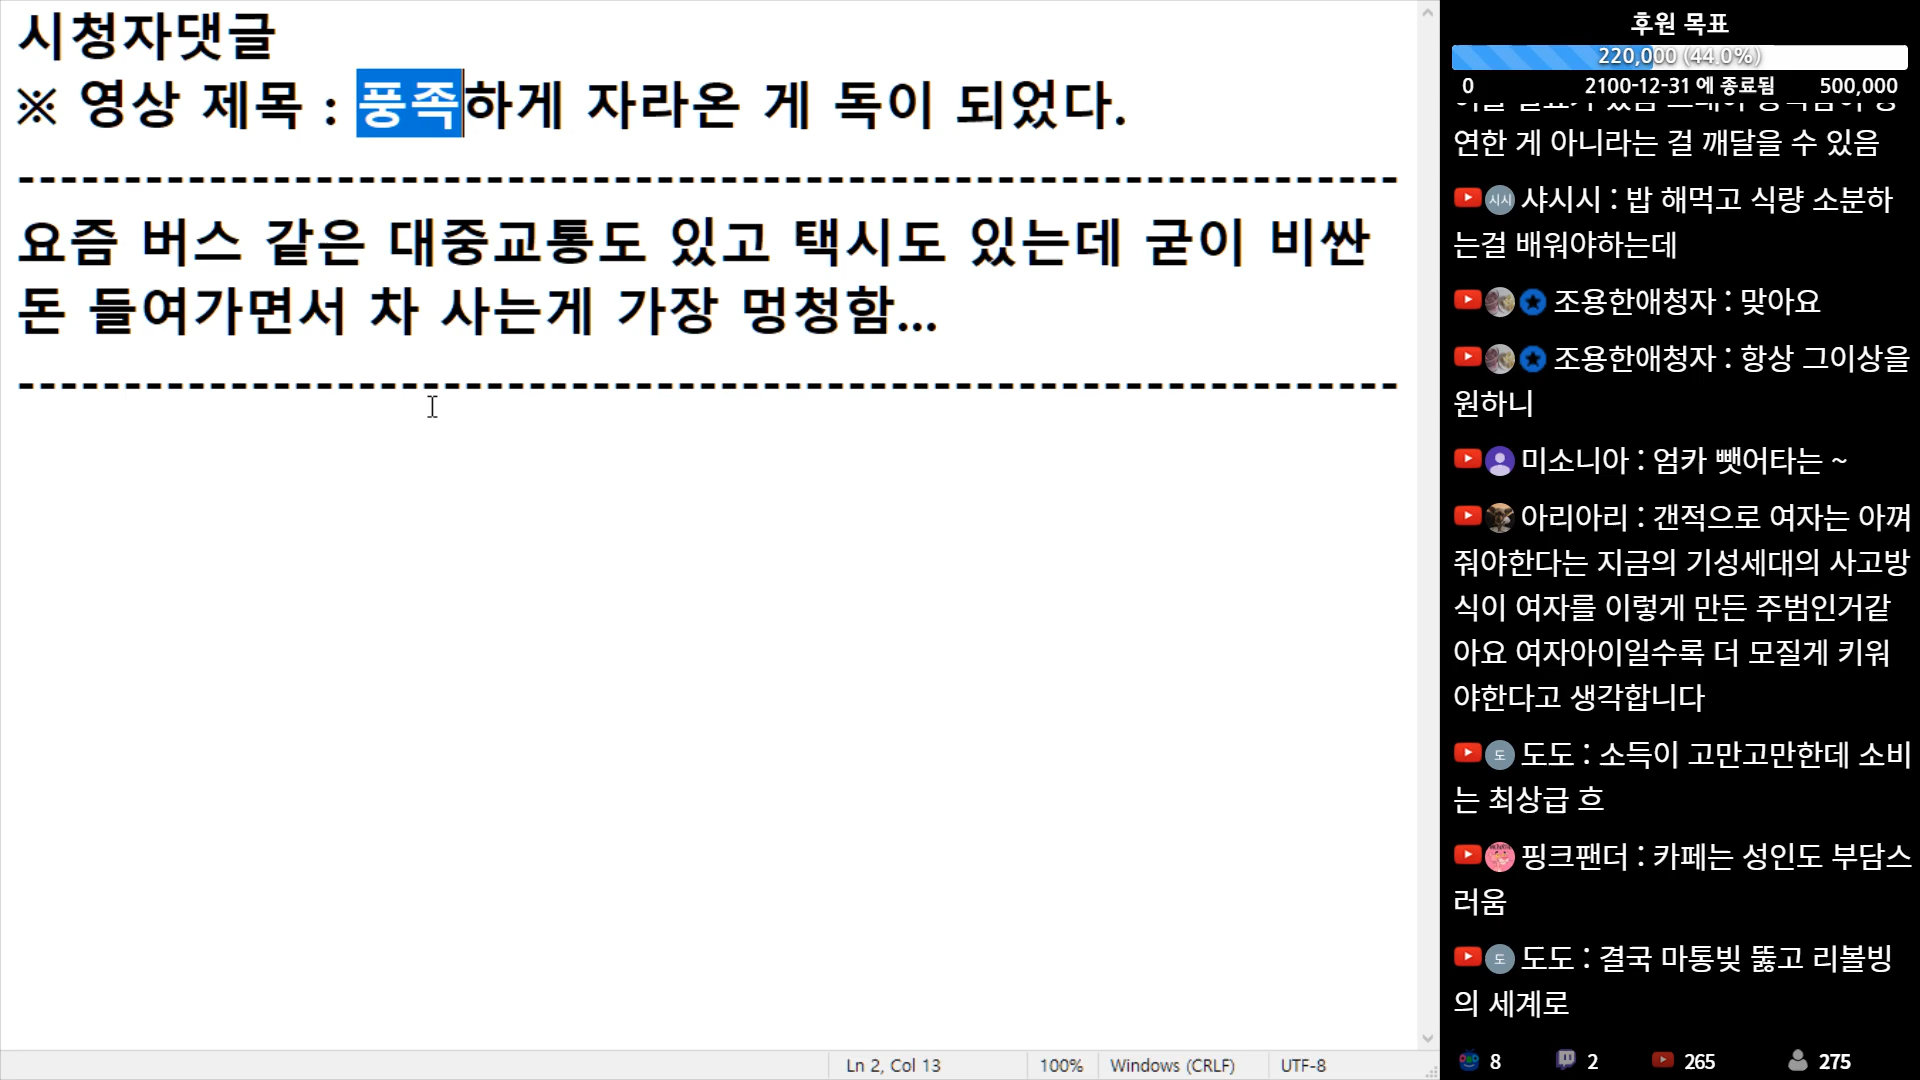 시청자댓글
※ 영상 제목 : 풍족하게 자라온 게 독이 되었다.
요즘 버스 같은 대중교통도 있고 택시도 있는데 굳이 비싼
돈 들여가면서 차 사는게 가장 멍청함...
Ln 2, Col 13
100%
Windows (CRLF)
UTF-8
후원 목표
220,000 (44.0%)
0 2100-12-31 에 종료됨 500,000
연한 게 아니라는 걸 깨달을 수 있음
시시 샤시시 : 밥 해먹고 식량 소분하
는걸 배워야하는데
조용한애청자 : 맞아요
조용한애청자 : 항상 그이상을
원하니
미소니아 : 엄카 뺏어타는 ~
아리아리 : 갠적으로 여자는 아껴
줘야한다는 지금의 기성세대의 사고방
식이 여자를 이렇게 만든 주범인거같
아요 여자아이일수록 더 모질게 키워
야한다고 생각합니다
도 도도 : 소득이 고만고만한데 소비
는 최상급 흐
핑크팬더 : 카페는 성인도 부담스
러움
도 도도 : 결국 마통빚 뚫고 리볼빙
의 세계로
8 2 265 275